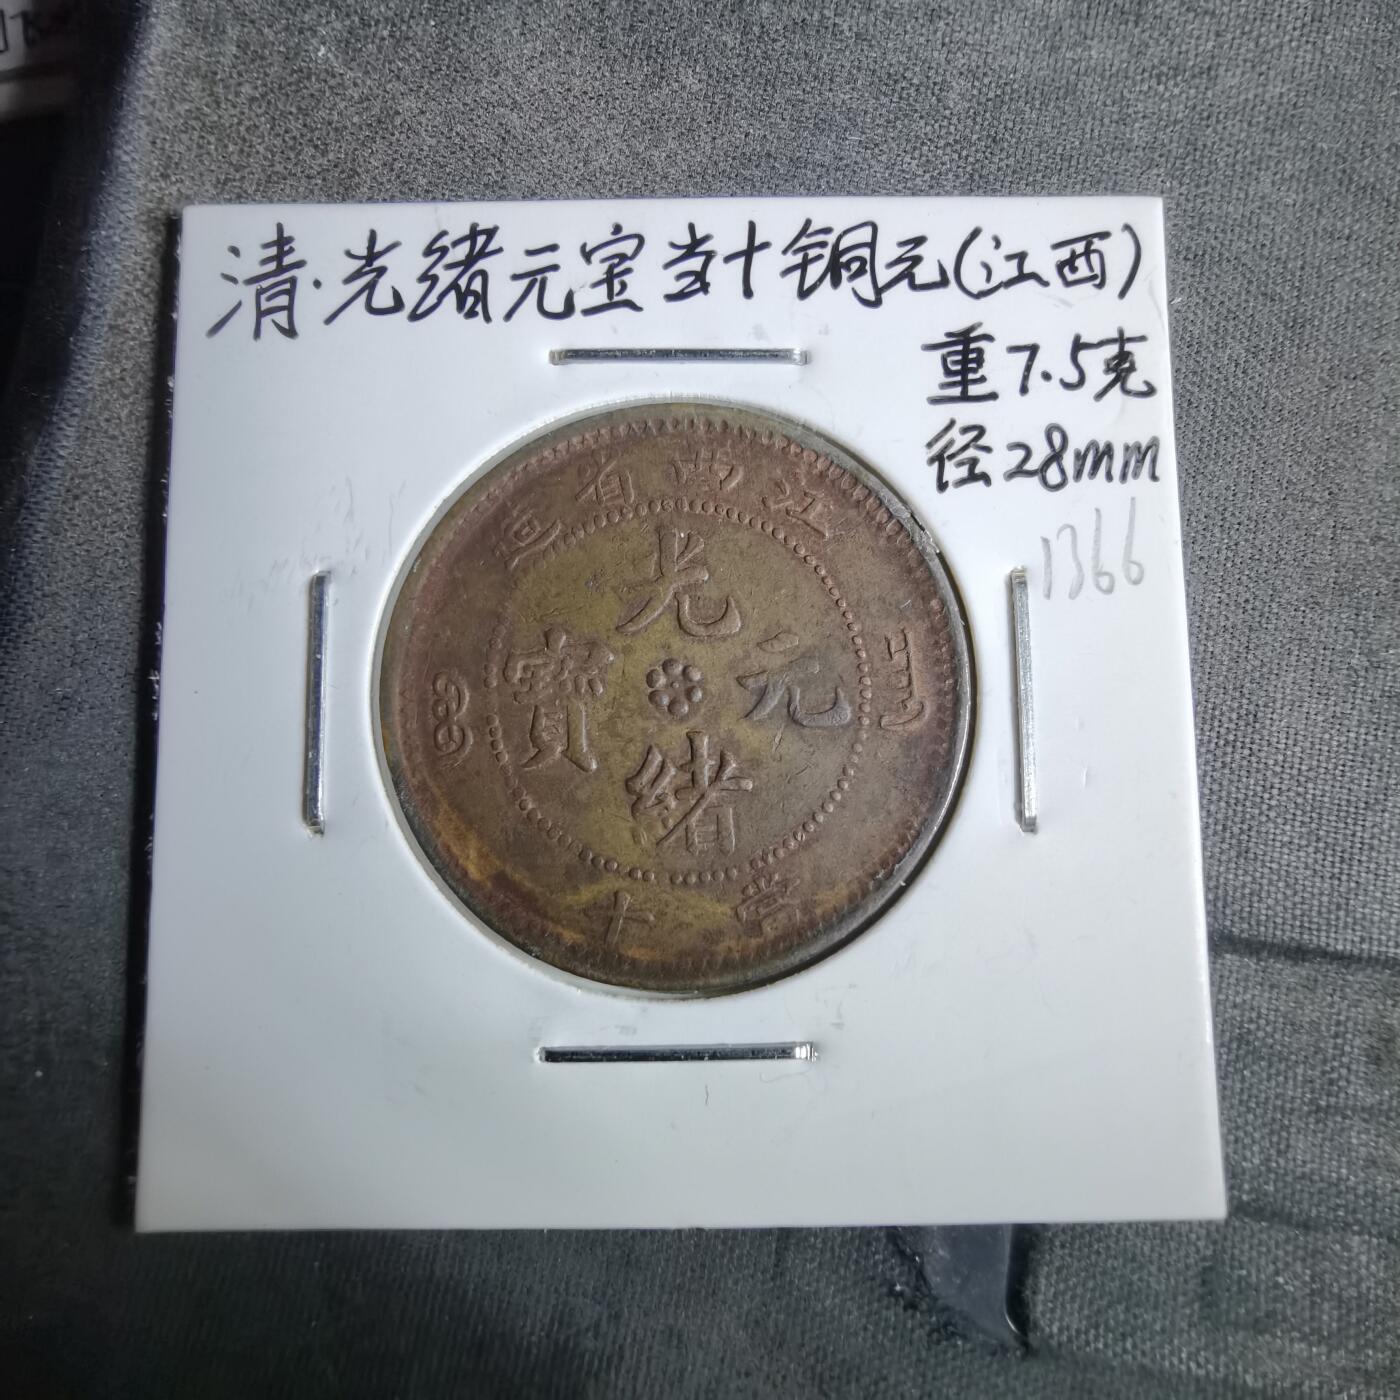 清·光绪元宝当十铜元(江西)
重7.5克
径28mm
1366
江西省造
光
元
寶
緒
當十